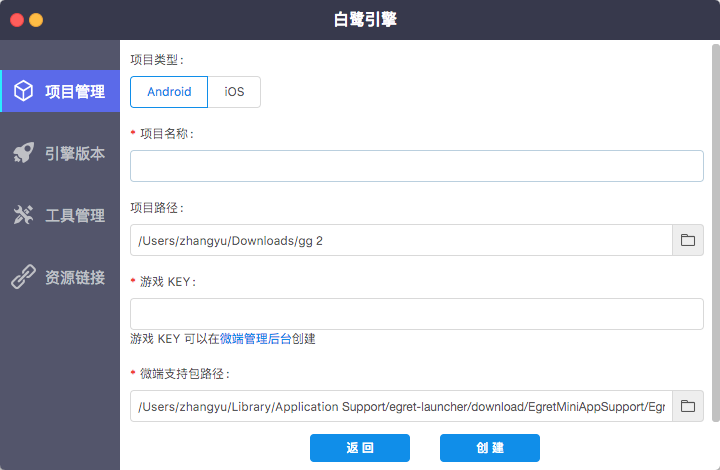 白鹭引擎
项目管理
引擎版本
工具管理
资源链接
项目类型：
Android
iOS
* 项目名称：
项目路径：
/Users/zhangyu/Downloads/gg 2
* 游戏 KEY：
游戏 KEY 可以在微端管理后台创建
* 微端支持包路径：
/Users/zhangyu/Library/Application Support/egret-launcher/download/EgretMiniAppSupport/Egr
返 回
创 建